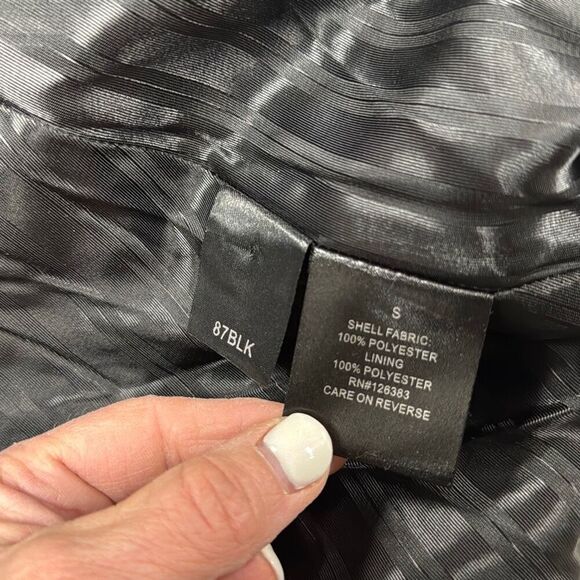 87BLK
S
SHELL FABRIC:
100% POLYESTER
LINING
100% POLYESTER
RN#126383
CARE ON REVERSE